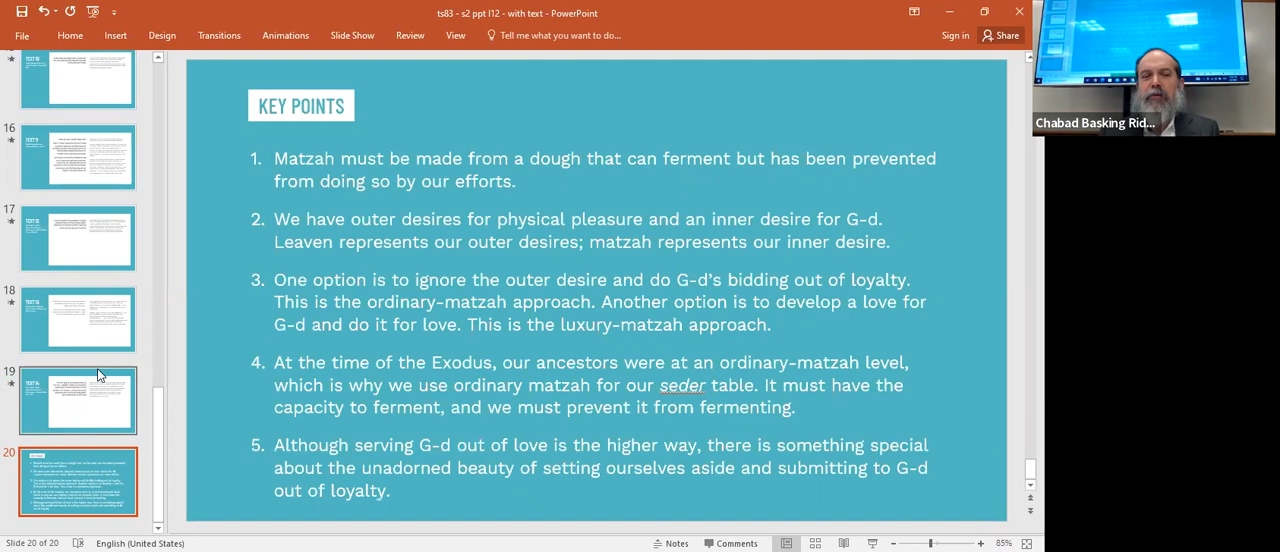 ts83 - s2 ppt l12 - with text - PowerPoint
File Home Insert Design Transitions Animations Slide Show Review View Tell me what you want to do... Sign in Share
KEY POINTS
1. Matzah must be made from a dough that can ferment but has been prevented
from doing so by our efforts.
2. We have outer desires for physical pleasure and an inner desire for G-d.
Leaven represents our outer desires; matzah represents our inner desire.
3. One option is to ignore the outer desire and do G-d's bidding out of loyalty.
This is the ordinary-matzah approach. Another option is to develop a love for
G-d and do it for love. This is the luxury-matzah approach.
4. At the time of the Exodus, our ancestors were at an ordinary-matzah level,
which is why we use ordinary matzah for our seder table. It must have the
capacity to ferment, and we must prevent it from fermenting.
5. Although serving G-d out of love is the higher way, there is something special
about the unadorned beauty of setting ourselves aside and submitting to G-d
out of loyalty.
16
17
18
19
20
Chabad Basking Rid...
Slide 20 of 20 English (United States) Notes Comments 85%